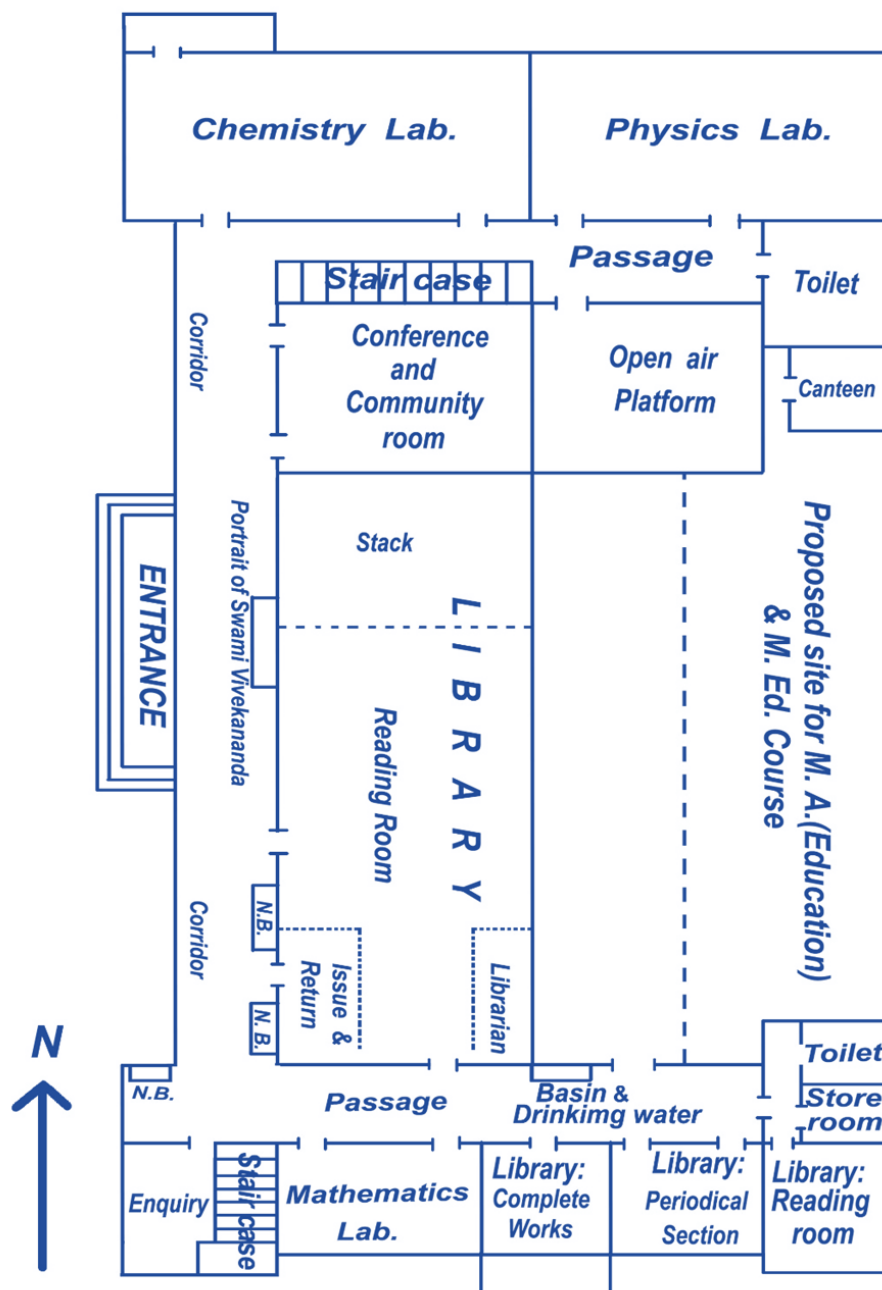 Chemistry Lab.
Physics Lab.
Passage
Stair case
Toilet
Corridor
Conference
and
Community
room
Open air
Platform
Canteen
ENTRANCE
Portrait of Swami Vivekananda
Stack
LIBRARY
Reading Room
Proposed site for M. A.(Education)
& M. Ed. Course
Corridor
N.B.
Issue &
Return
Librarian
N. B.
N
N.B.
Passage
Basin &
Drinkimg water
Toilet
Store
room
Enquiry
Stair case
Mathematics
Lab.
Library:
Complete
Works
Library:
Periodical
Section
Library:
Reading
room